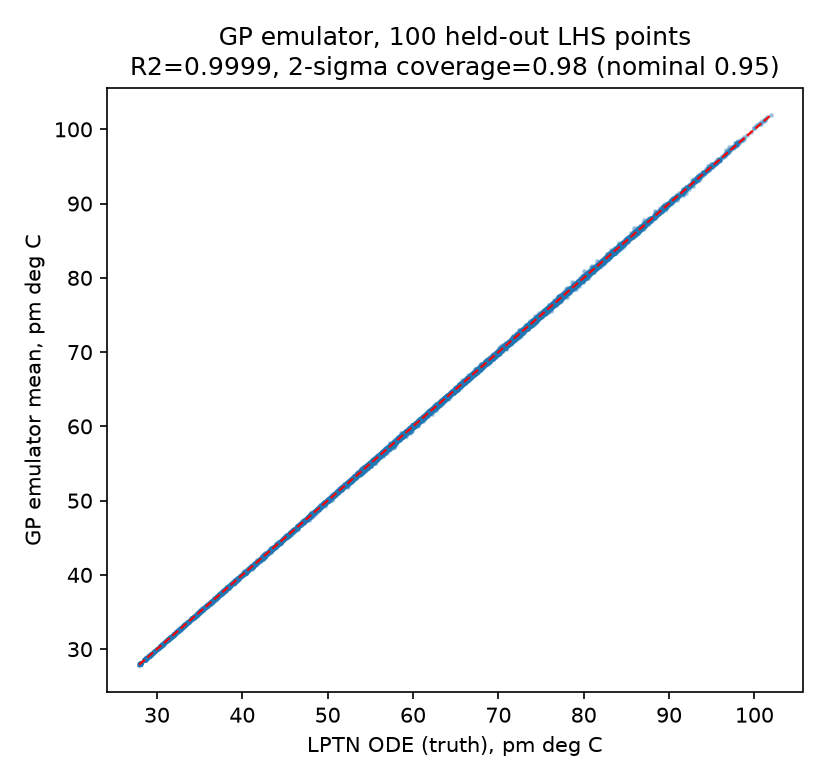 GP emulator, 100 held-out LHS points
R2=0.9999, 2-sigma coverage=0.98 (nominal 0.95)
100
90
80
70
60
50
40
30
GP emulator mean, pm deg C
30 40 50 60 70 80 90 100
LPTN ODE (truth), pm deg C